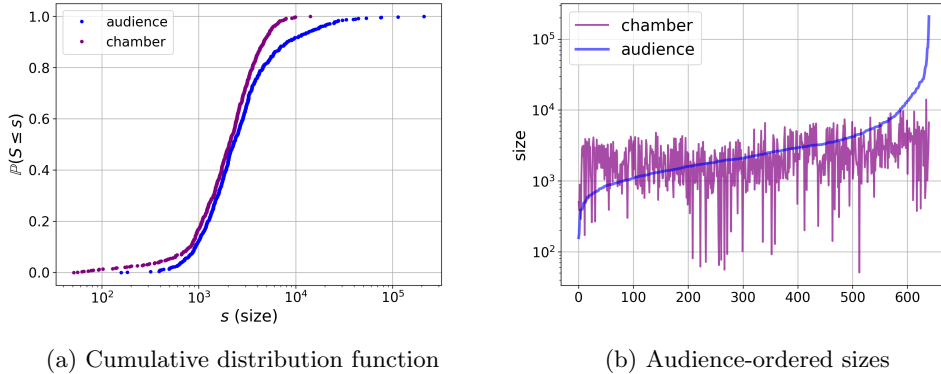 1.0
0.8
0.6
0.4
0.2
0.0
ℙ(S ≤ s)
audience
chamber
10² 10³ 10⁴ 10⁵
s (size)
(a) Cumulative distribution function
10⁵
10⁴
10³
10²
size
chamber
audience
0 100 200 300 400 500 600
(b) Audience-ordered sizes